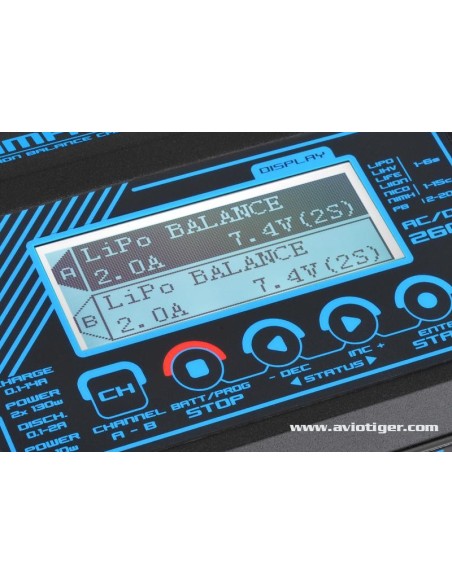 DISPLAY
LiPo BALANCE
A
2.0A 7.4V(2S)
LiPo BALANCE
B
2.0A 7.4V(2S)
LIPO
LIHV
LIFE
LIION
NICD
NIMH
PB
1-6S
AC/D
260
CHARGE
0.1-14A
POWER
2x 130W
DISCH.
0.1-2A
POWER
CH
CHANNEL
A - B
BATT/PROG
STOP
- DEC
INC +
STATUS
ENTE
STA
www.aviotiger.com